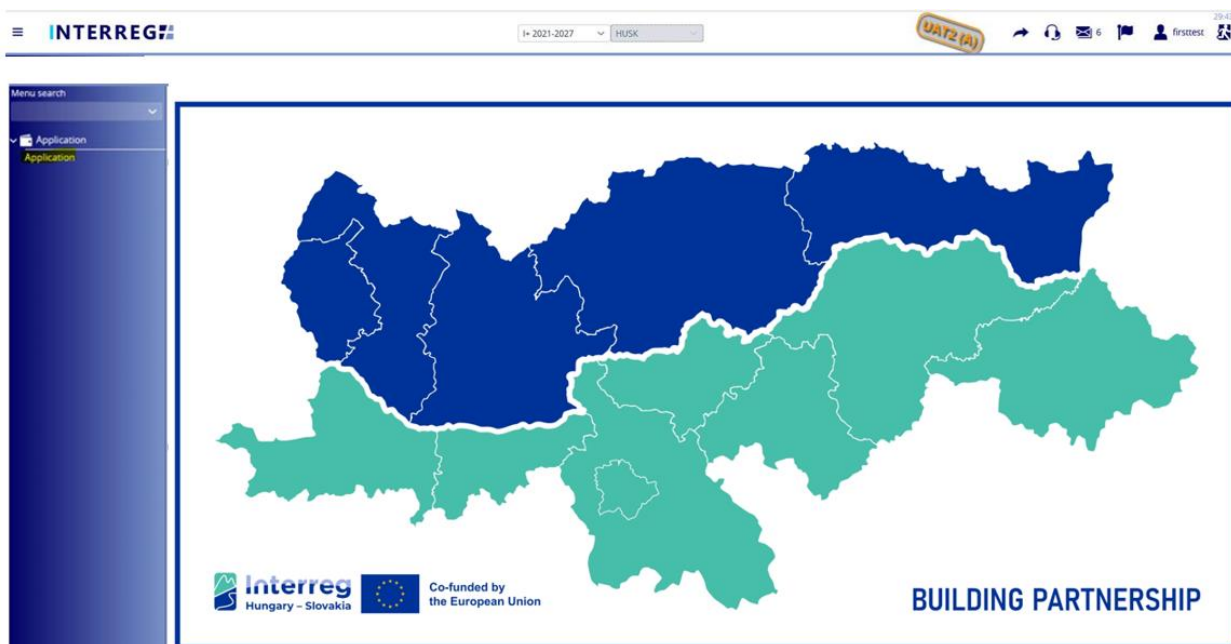 INTERREG
I+ 2021-2027
HUSK
UAT2 (A)
6
firsttest
Menu search
Application
Application
Interreg
Hungary – Slovakia
Co-funded by
the European Union
BUILDING PARTNERSHIP